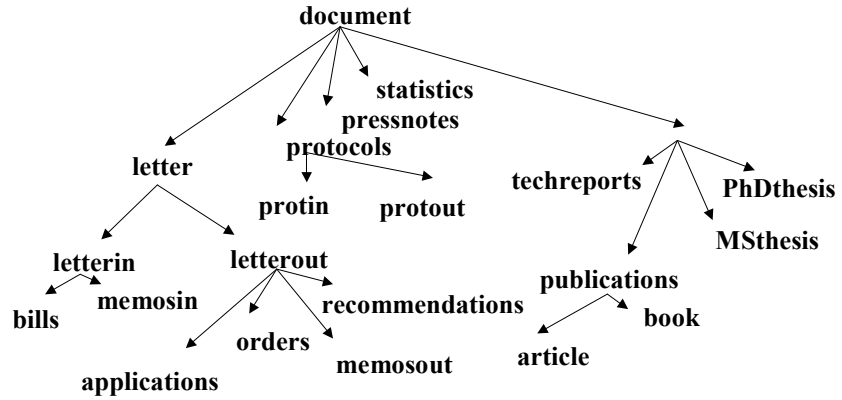 document
statistics
pressnotes
protocols
letter
techreports
PhDthesis
protin
protout
MSthesis
letterin
letterout
publications
memosin
recommendations
bills
book
orders
article
memosout
applications